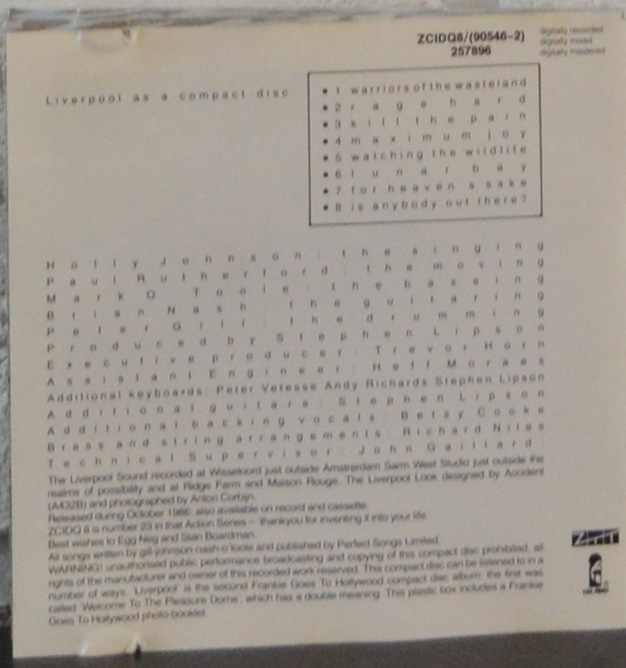 ZCIDQ8/(90546-2)
257896
digitally recorded
digitally mixed
digitally mastered
Liverpool as a compact disc
• 1 warriors of the wasteland
• 2 rage hard
• 3 kill the pain
• 4 maximum joy
• 5 watching the wildlife
• 6 lunar bay
• 7 for heaven s sake
• 8 is anybody out there?
Holly Johnson: the singing
Paul Rutherford: the moving
Mark O Toole: the bassing
Brian Nash: the guitaring
Peter Gill: the drumming
Produced by Stephen Lipson
Executive producer: Trevor Horn
Assistant Engineer: Heff Moraes
Additional keyboards: Peter Vetesse Andy Richards Stephen Lipson
Additional guitars: Stephen Lipson
Additional backing vocals: Betsy Cooke
Brass and string arrangements: Richard Niles
Technical Supervisor: John Gaillard.
The Liverpool Sound recorded at Wisseloord just outside Amsterdam Sarm West Studio just outside the
realms of possibility and at Ridge Farm and Maison Rouge. The Liverpool Look designed by Accident
(A432B) and photographed by Anton Corbijn.
Released during October 1986: also available on record and cassette.
ZCIDQ 8 is number 23 in that Action Series – 'thankyou for inventing it into your life.'
Best wishes to Egg Neg and Stan Boardman.
All songs written by gill-johnson-nash-o toole and published by Perfect Songs Limited.
WARNING! unauthorised public performance broadcasting and copying of this compact disc prohibited. all
rights of the manufacturer and owner of this recorded work reserved. This compact disc can be listened to in a
number of ways. 'Liverpool' is the second Frankie Goes To Hollywood compact disc album: the first was
called 'Welcome To The Pleasure Dome', which has a double meaning. This plastic box includes a Frankie
Goes To Hollywood photo-booklet.
ZTT